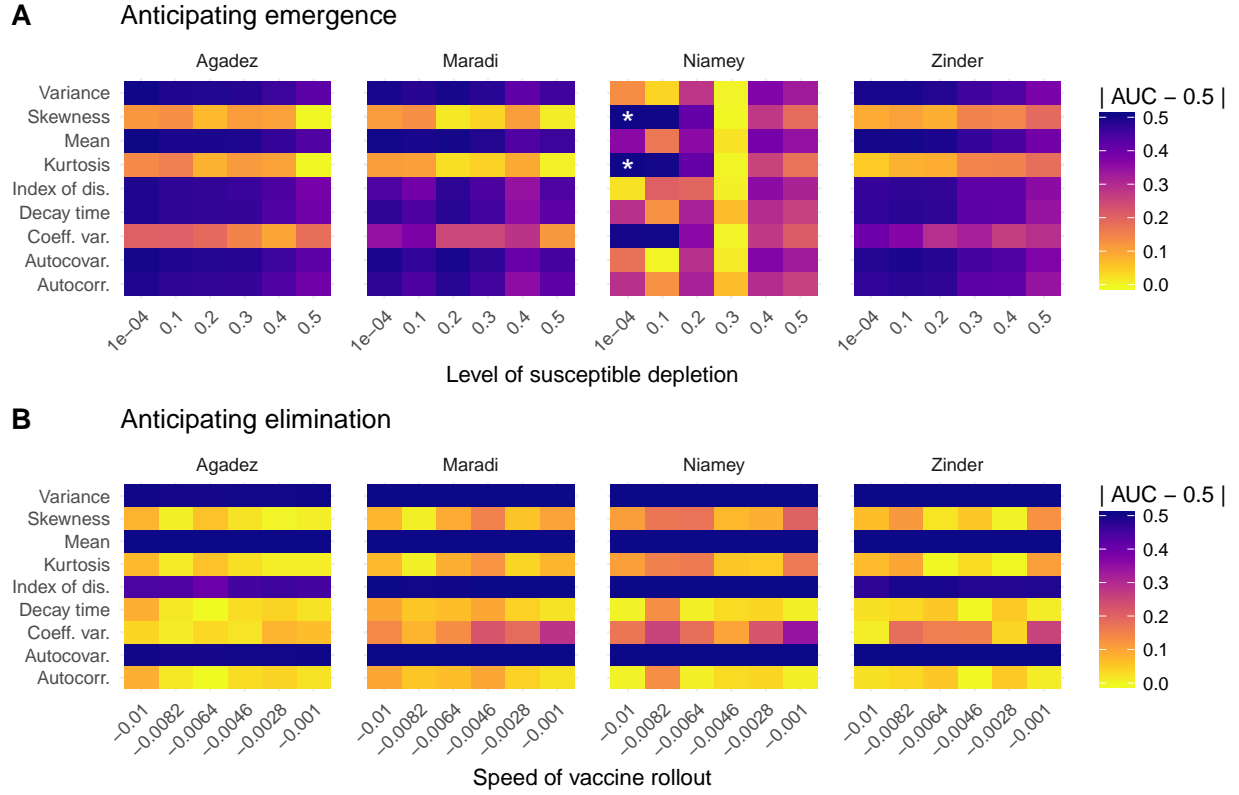 A Anticipating emergence
Agadez Maradi Niamey Zinder
| AUC − 0.5 |
Variance
Skewness *
Mean
Kurtosis *
Index of dis.
Decay time
Coeff. var.
Autocovar.
Autocorr.
0.5
0.4
0.3
0.2
0.1
0.0
1e−04 0.1 0.2 0.3 0.4 0.5 1e−04 0.1 0.2 0.3 0.4 0.5 1e−04 0.1 0.2 0.3 0.4 0.5 1e−04 0.1 0.2 0.3 0.4 0.5
Level of susceptible depletion
B Anticipating elimination
Agadez Maradi Niamey Zinder
| AUC − 0.5 |
Variance
Skewness
Mean
Kurtosis
Index of dis.
Decay time
Coeff. var.
Autocovar.
Autocorr.
0.5
0.4
0.3
0.2
0.1
0.0
−0.01 −0.0082 −0.0064 −0.0046 −0.0028 −0.001 −0.01 −0.0082 −0.0064 −0.0046 −0.0028 −0.001 −0.01 −0.0082 −0.0064 −0.0046 −0.0028 −0.001 −0.01 −0.0082 −0.0064 −0.0046 −0.0028 −0.001
Speed of vaccine rollout